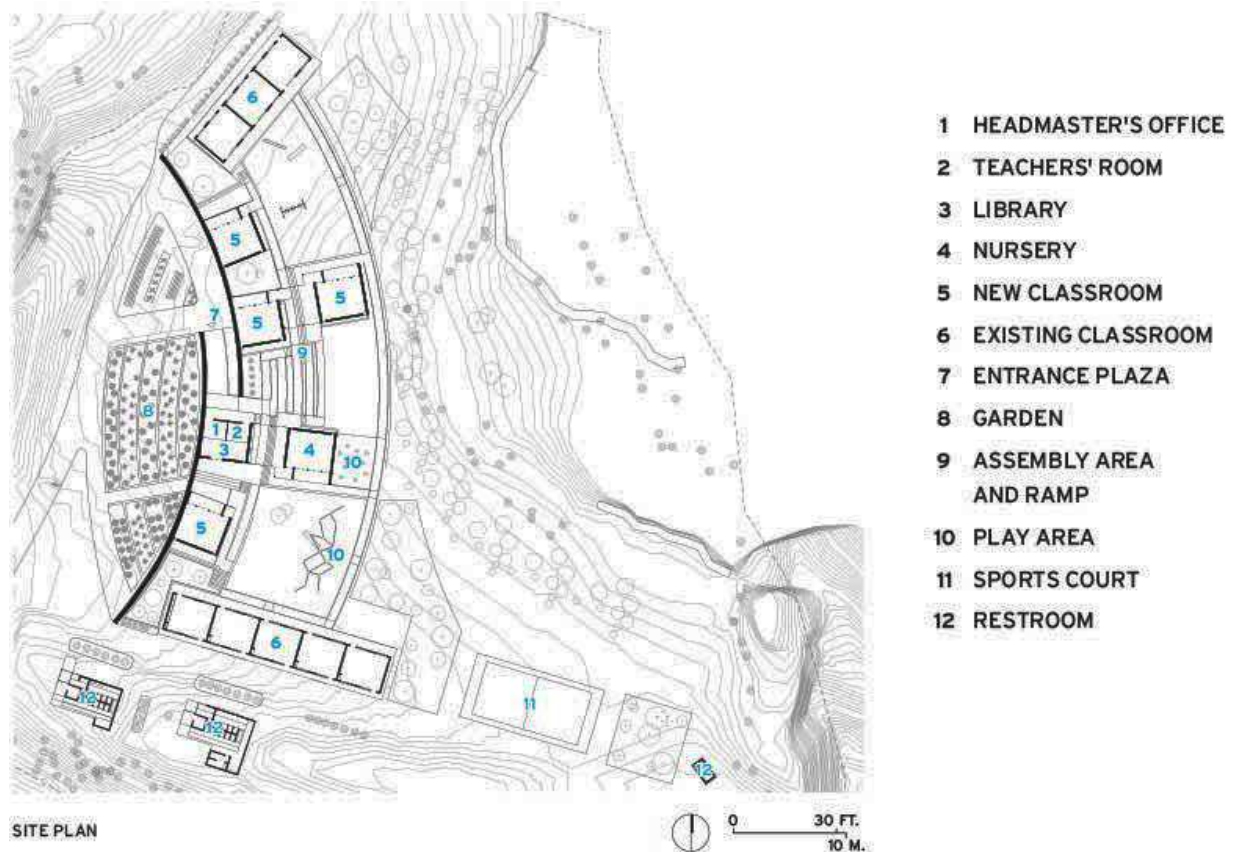 6
5
5
5
7
9
8
1 2
3
4
10
5
10
6
12
12
11
12
1 HEADMASTER'S OFFICE
2 TEACHERS' ROOM
3 LIBRARY
4 NURSERY
5 NEW CLASSROOM
6 EXISTING CLASSROOM
7 ENTRANCE PLAZA
8 GARDEN
9 ASSEMBLY AREA
AND RAMP
10 PLAY AREA
11 SPORTS COURT
12 RESTROOM
SITE PLAN
0 30 FT.
10 M.